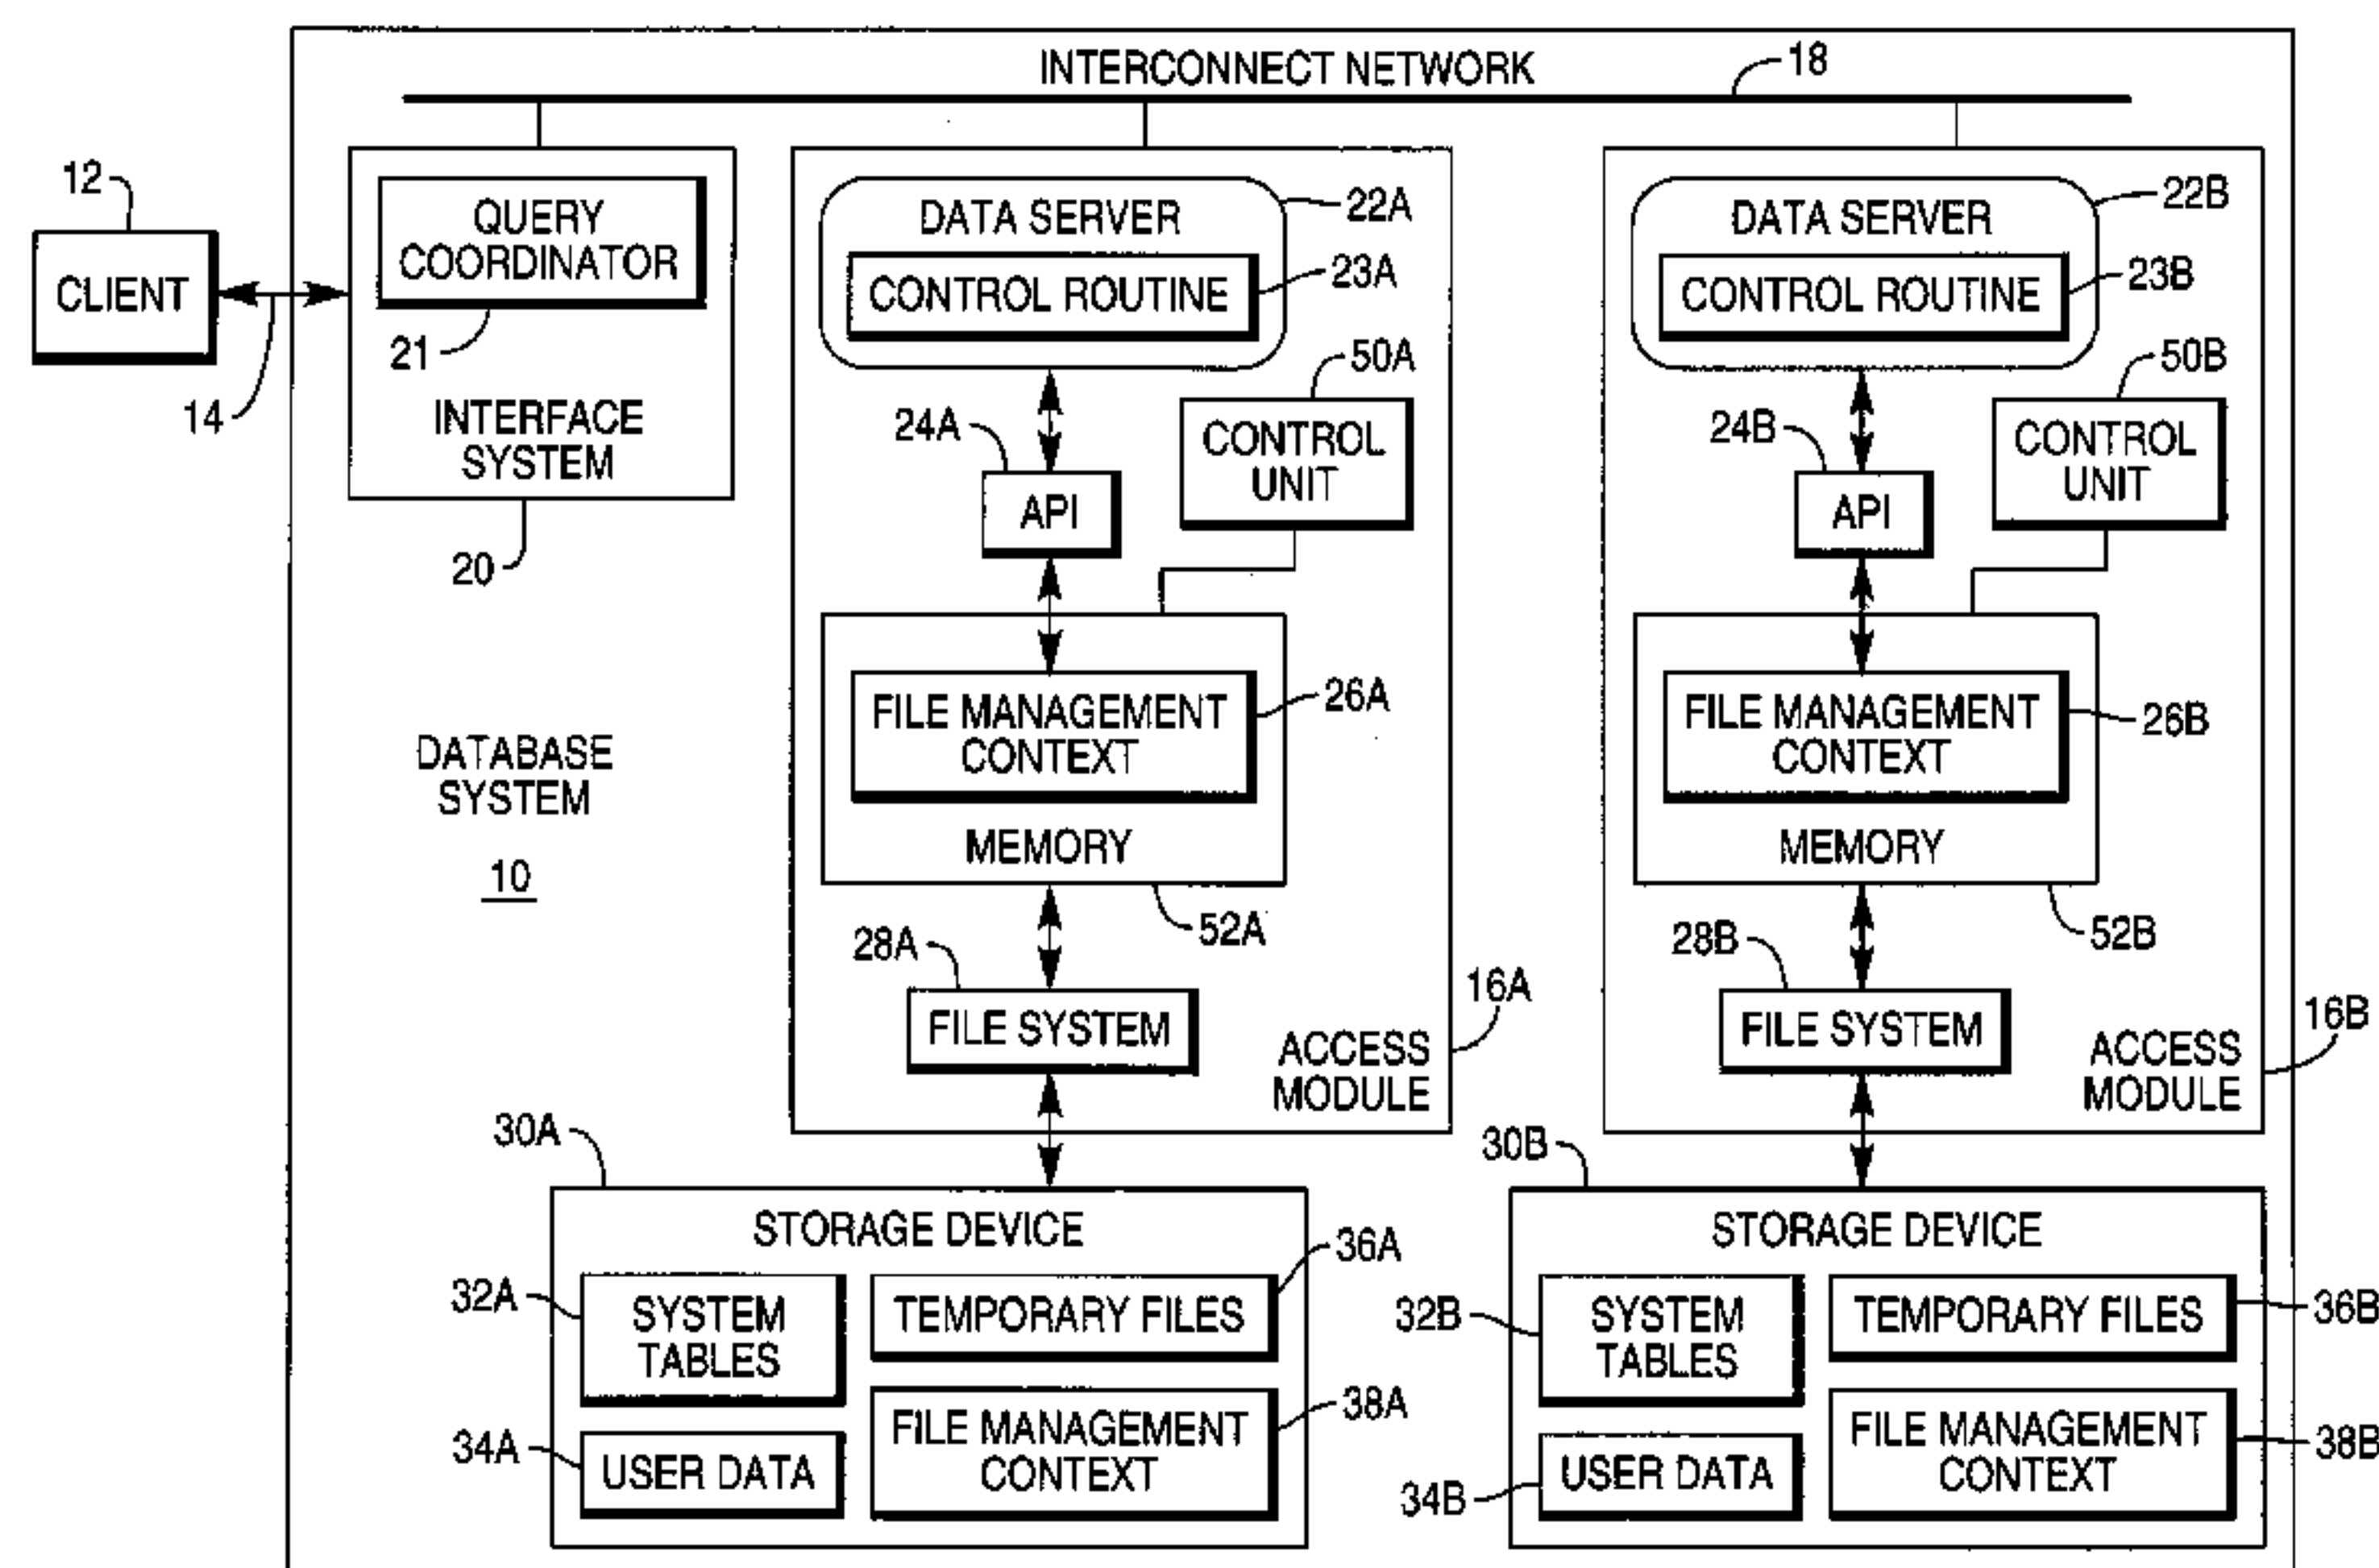 INTERCONNECT NETWORK
18
12
CLIENT
14
QUERY
COORDINATOR
21
INTERFACE
SYSTEM
20
DATABASE
SYSTEM
10
DATA SERVER
22A
CONTROL ROUTINE
23A
50A
24A
CONTROL
UNIT
API
FILE MANAGEMENT
CONTEXT
26A
MEMORY
52A
28A
FILE SYSTEM
ACCESS
MODULE
16A
DATA SERVER
22B
CONTROL ROUTINE
23B
50B
24B
CONTROL
UNIT
API
FILE MANAGEMENT
CONTEXT
26B
MEMORY
52B
28B
FILE SYSTEM
ACCESS
MODULE
16B
30A
STORAGE DEVICE
32A
SYSTEM
TABLES
TEMPORARY FILES
36A
34A
USER DATA
FILE MANAGEMENT
CONTEXT
38A
30B
STORAGE DEVICE
32B
SYSTEM
TABLES
TEMPORARY FILES
36B
34B
USER DATA
FILE MANAGEMENT
CONTEXT
38B